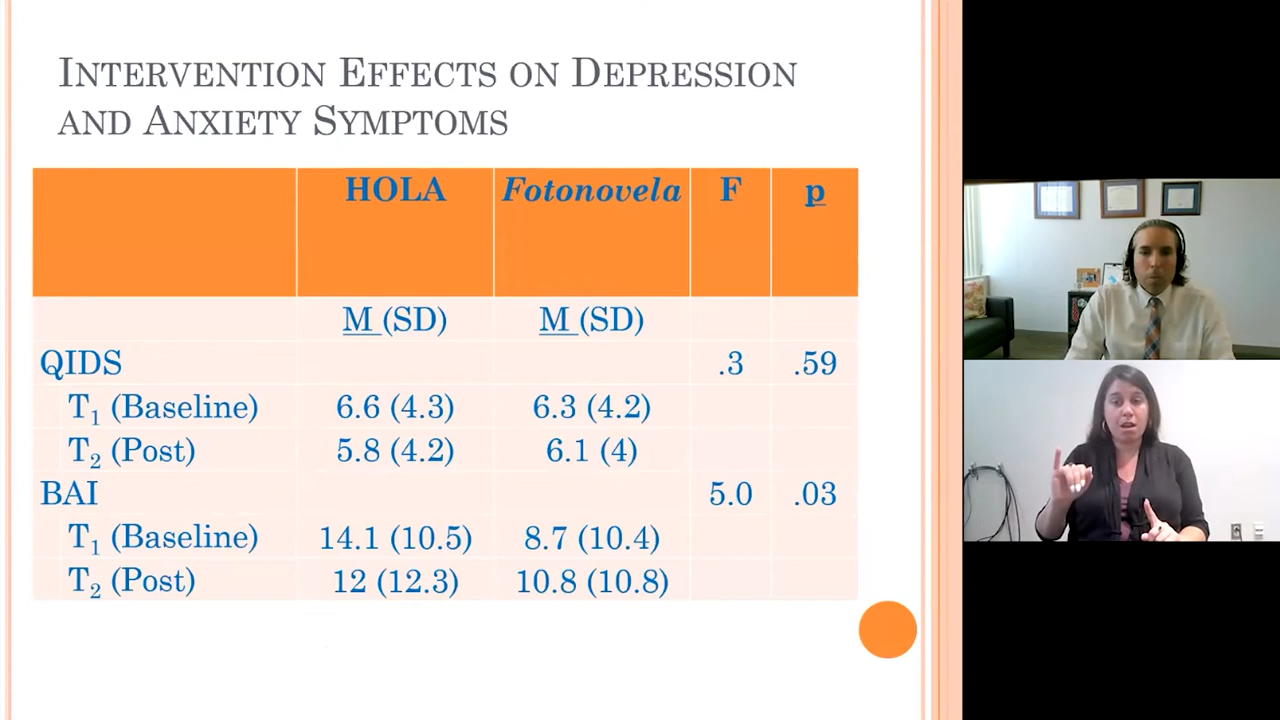 INTERVENTION EFFECTS ON DEPRESSION
AND ANXIETY SYMPTOMS
HOLA Fotonovela F p
M (SD) M (SD)
QIDS .3 .59
T1 (Baseline) 6.6 (4.3) 6.3 (4.2)
T2 (Post) 5.8 (4.2) 6.1 (4)
BAI 5.0 .03
T1 (Baseline) 14.1 (10.5) 8.7 (10.4)
T2 (Post) 12 (12.3) 10.8 (10.8)